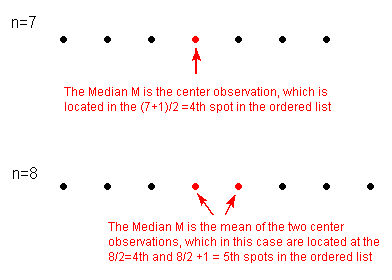 n=7
The Median M is the center observation, which is
located in the (7+1)/2 =4th spot in the ordered list
n=8
The Median M is the mean of the two center
observations, which in this case are located at the
8/2=4th and 8/2 +1 = 5th spots in the ordered list